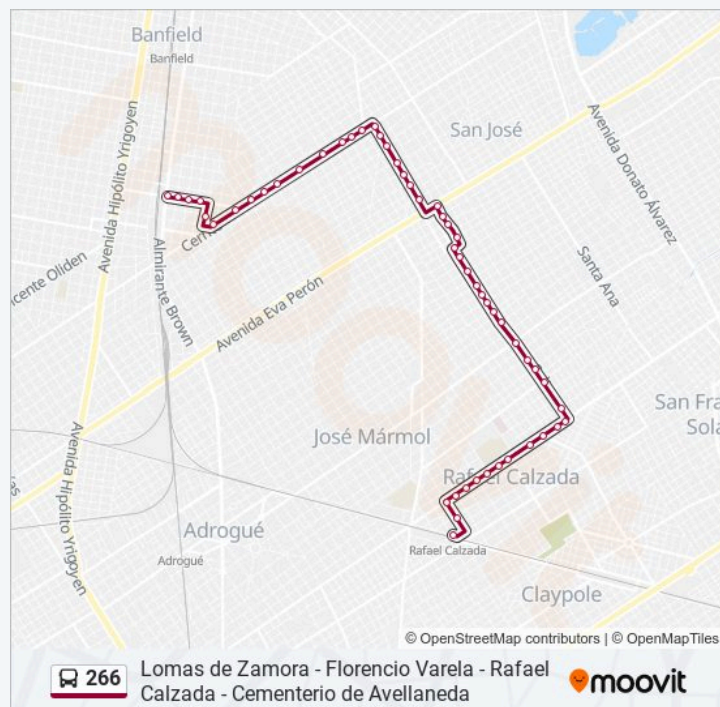 Banfield
Banfield
San José
Avenida Hipólito Yrigoyen
Avenida Donato Álvarez
Cerr
Vicente Oliden
Almirante Brown
Santa Ana
Avenida Eva Perón
San Fra
Sola
José Mármol
Rafael Calzada
Avenida Hipólito Yrigoyen
Adrogué
Rafael Calzada
Adrogué
Claypole
© OpenStreetMap contributors | © OpenMapTiles
266
Lomas de Zamora - Florencio Varela - Rafael
Calzada - Cementerio de Avellaneda
moovit